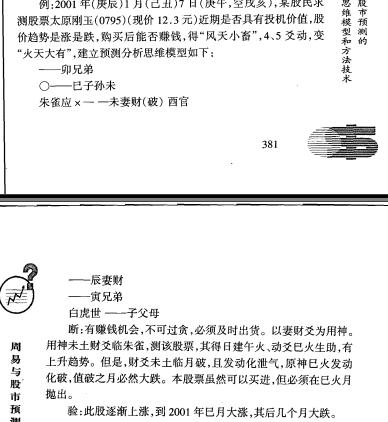 例:2001年(庚辰)1月(己丑)7日(庚午,空戌亥),某股民求
测股票太原刚玉(0795)(现价12.3元)近期是否具有投机价值,股
价趋势是涨是跌,购买后能否赚钱,得“风天小畜”,4.5爻动,变
“火天大有”,建立预测分析思维模型如下:
——卯兄弟
○——巳子孙未
朱雀应×— —未妻财(破) 酉官
股市预测的
思维模型和方法技术
381
——辰妻财
——寅兄弟
白虎世 ——子父母
断:有赚钱机会,不可过贪,必须及时出货。以妻财爻为用神。
用神未土财爻临朱雀,测该股票,其得日建午火、动爻巳火生助,有
上升趋势。但是,财爻未土临月破,且发动化泄气,原神巳火发动
化破,值破之月必然大跌。本股票虽然可以买进,但必须在巳火月
抛出。
验:此股逐渐上涨,到2001年巳月大涨,其后几个月大跌。
周易与股市预测